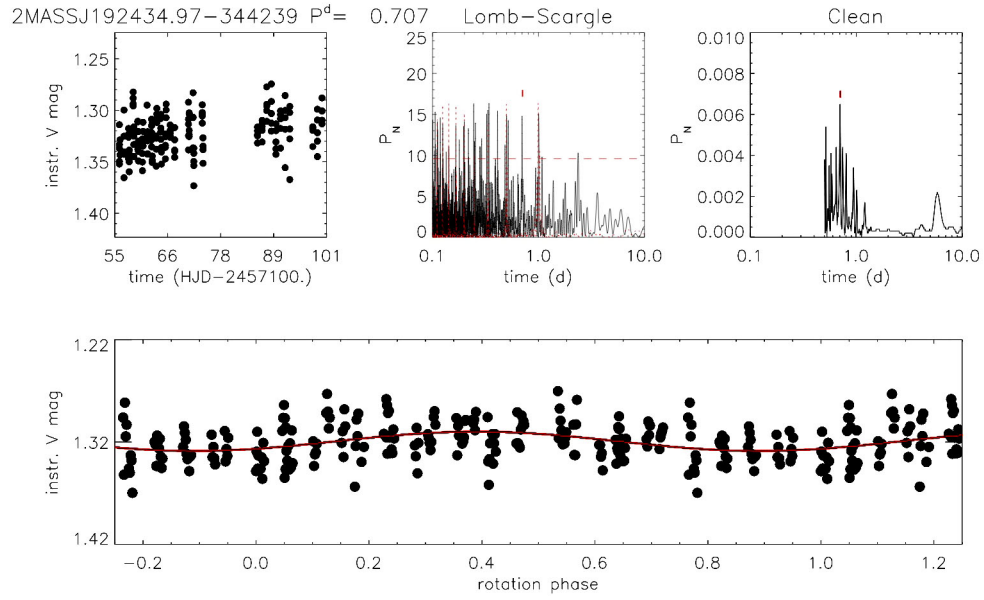 2MASSJ192434.97−344239 Pᵈ= 0.707 Lomb−Scargle Clean
instr. V mag
1.25
1.30
1.35
1.40
55 66 78 89 101
time (HJD−2457100.)
P_N
25
20
15
10
5
0
0.1 1.0 10.0
time (d)
P_N
0.010
0.008
0.006
0.004
0.002
0.000
0.1 1.0 10.0
time (d)
instr. V mag
1.22
1.32
1.42
−0.2 0.0 0.2 0.4 0.6 0.8 1.0 1.2
rotation phase